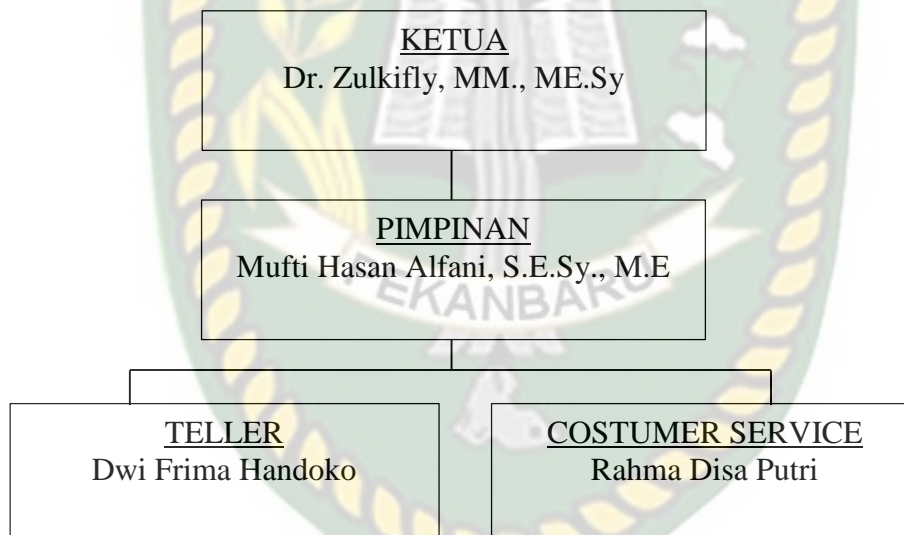 KETUA
Dr. Zulkifly, MM., ME.Sy
PIMPINAN
Mufti Hasan Alfani, S.E.Sy., M.E
PEKANBARU
TELLER
Dwi Frima Handoko
COSTUMER SERVICE
Rahma Disa Putri